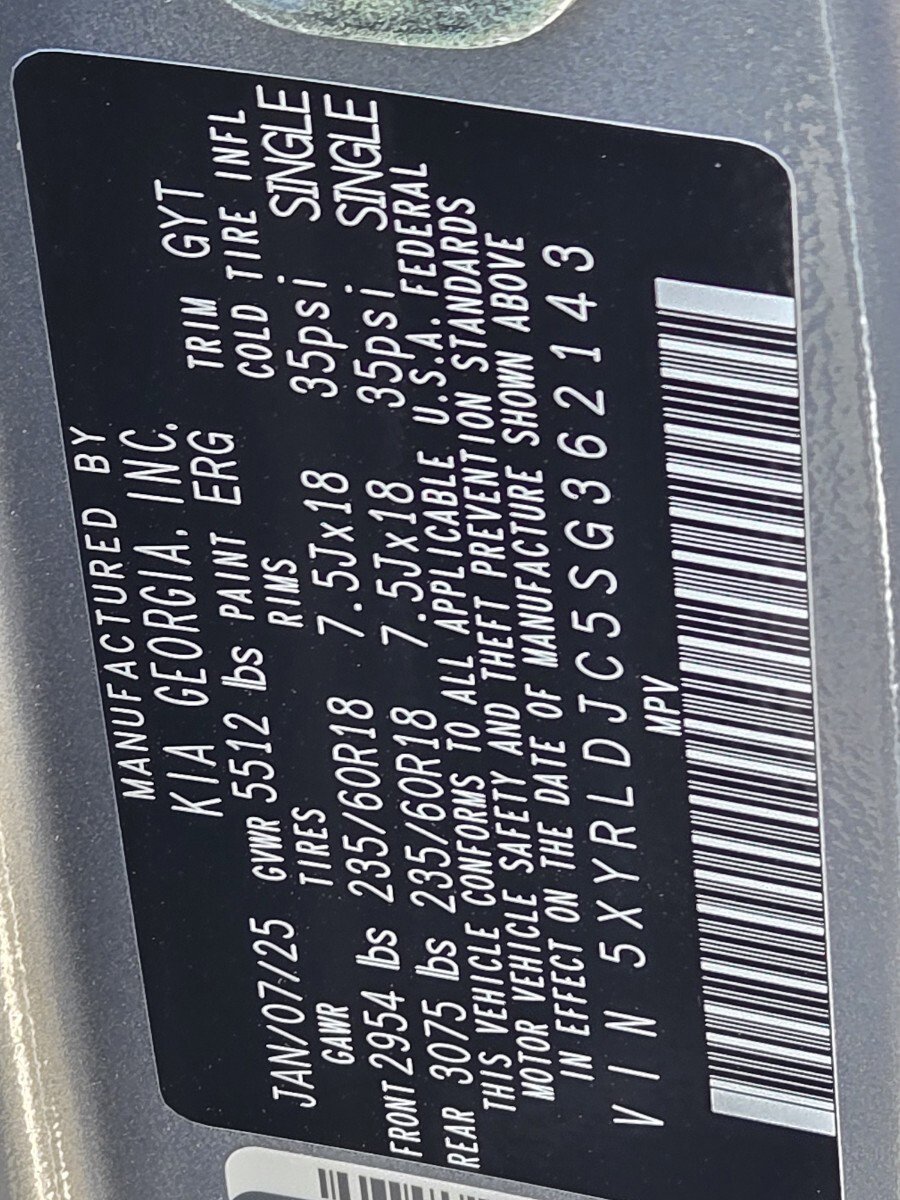 MANUFACTURED BY
KIA GEORGIA, INC.
JAN/07/25 GVWR 5512 lbs PAINT ERG TRIM GYT
GAWR TIRES RIMS COLD TIRE INFL
FRONT 2954 lbs 235/60R18 7.5Jx18 35psi SINGLE
REAR 3075 lbs 235/60R18 7.5Jx18 35psi SINGLE
THIS VEHICLE CONFORMS TO ALL APPLICABLE U.S.A. FEDERAL
MOTOR VEHICLE SAFETY AND THEFT PREVENTION STANDARDS
IN EFFECT ON THE DATE OF MANUFACTURE SHOWN ABOVE
VIN 5XYRLDJC5SG362143
MPV